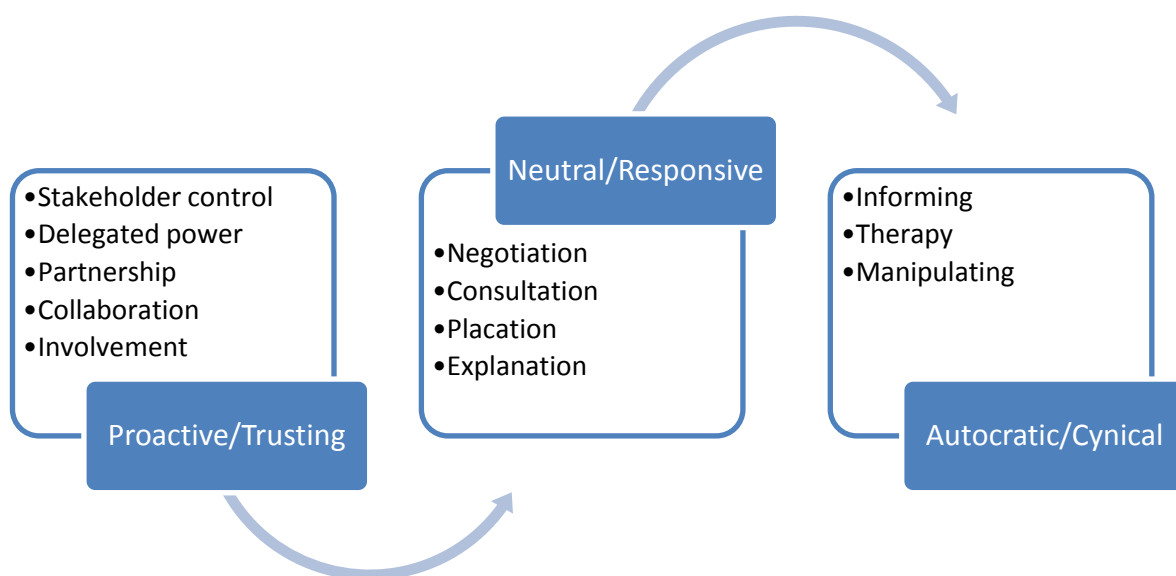 •Stakeholder control
•Delegated power
•Partnership
•Collaboration
•Involvement
Proactive/Trusting
Neutral/Responsive
•Negotiation
•Consultation
•Placation
•Explanation
•Informing
•Therapy
•Manipulating
Autocratic/Cynical